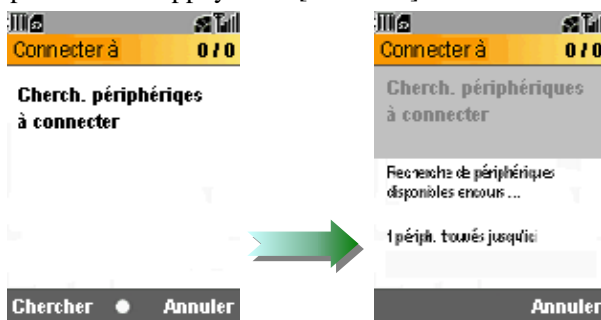 Connecter à 0/0
Cherch. périphériqes
à connecter
Chercher Annuler
Connecter à 0/0
Cherch. périphériques
à connecter
Recherche de périphériques
disponibles encours ...
1 périph. trouvés jusqu'ici
Annuler